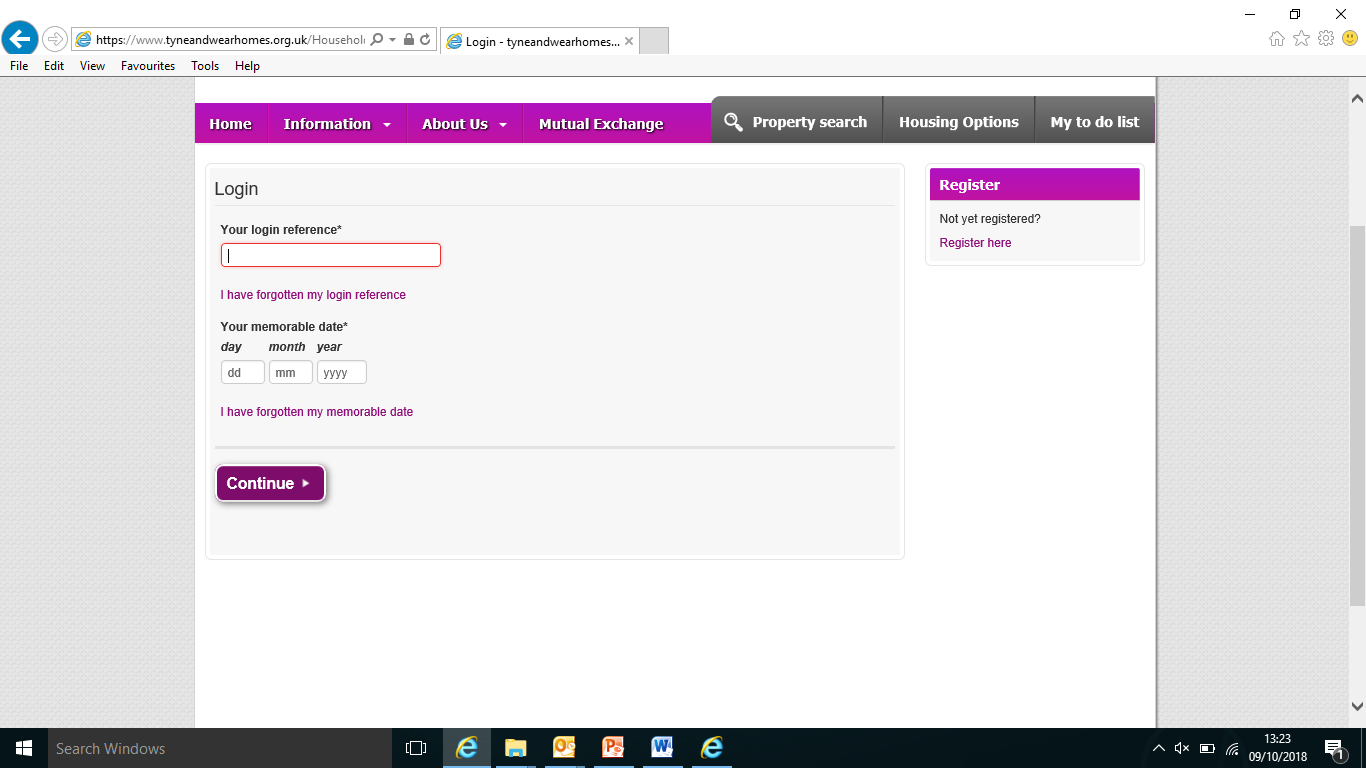 https://www.tyneandwearhomes.org.uk/Househol
Login - tyneandwearhomes...
File Edit View Favourites Tools Help
Home Information About Us Mutual Exchange Property search Housing Options My to do list
Login
Your login reference*
I have forgotten my login reference
Your memorable date*
day month year
dd mm yyyy
I have forgotten my memorable date
Continue
Register
Not yet registered?
Register here
Search Windows
13:23
09/10/2018
1